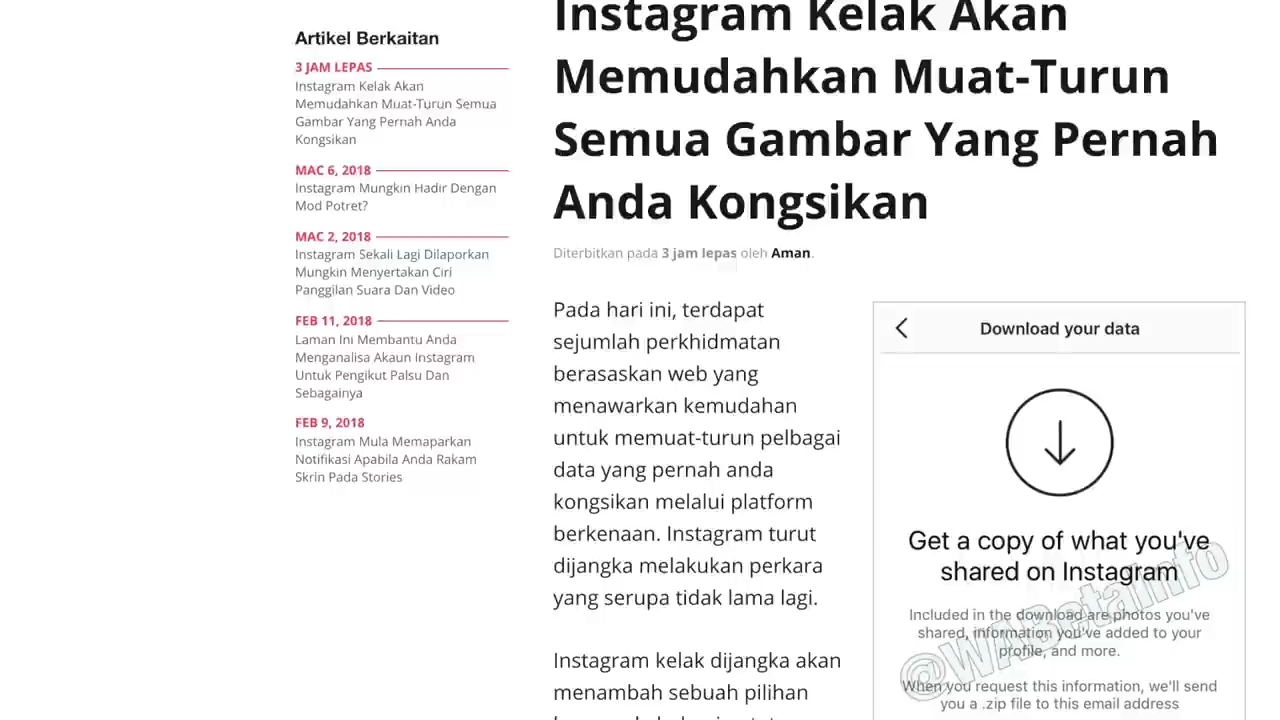 Artikel Berkaitan
3 JAM LEPAS
Instagram Kelak Akan
Memudahkan Muat-Turun Semua
Gambar Yang Pernah Anda
Kongsikan
MAC 6, 2018
Instagram Mungkin Hadir Dengan
Mod Potret?
MAC 2, 2018
Instagram Sekali Lagi Dilaporkan
Mungkin Menyertakan Ciri
Panggilan Suara Dan Video
FEB 11, 2018
Laman Ini Membantu Anda
Menganalisa Akaun Instagram
Untuk Pengikut Palsu Dan
Sebagainya
FEB 9, 2018
Instagram Mula Memaparkan
Notifikasi Apabila Anda Rakam
Skrin Pada Stories
Instagram Kelak Akan
Memudahkan Muat-Turun
Semua Gambar Yang Pernah
Anda Kongsikan
Diterbitkan pada 3 jam lepas oleh Aman.
Pada hari ini, terdapat
sejumlah perkhidmatan
berasaskan web yang
menawarkan kemudahan
untuk memuat-turun pelbagai
data yang pernah anda
kongsikan melalui platform
berkenaan. Instagram turut
dijangka melakukan perkara
yang serupa tidak lama lagi.
Instagram kelak dijangka akan
menambah sebuah pilihan
Download your data
Get a copy of what you've
shared on Instagram
Included in the download are photos you've
shared, information you've added to your
profile, and more.
When you request this information, we'll send
you a .zip file to this email address
@WABetaInfo